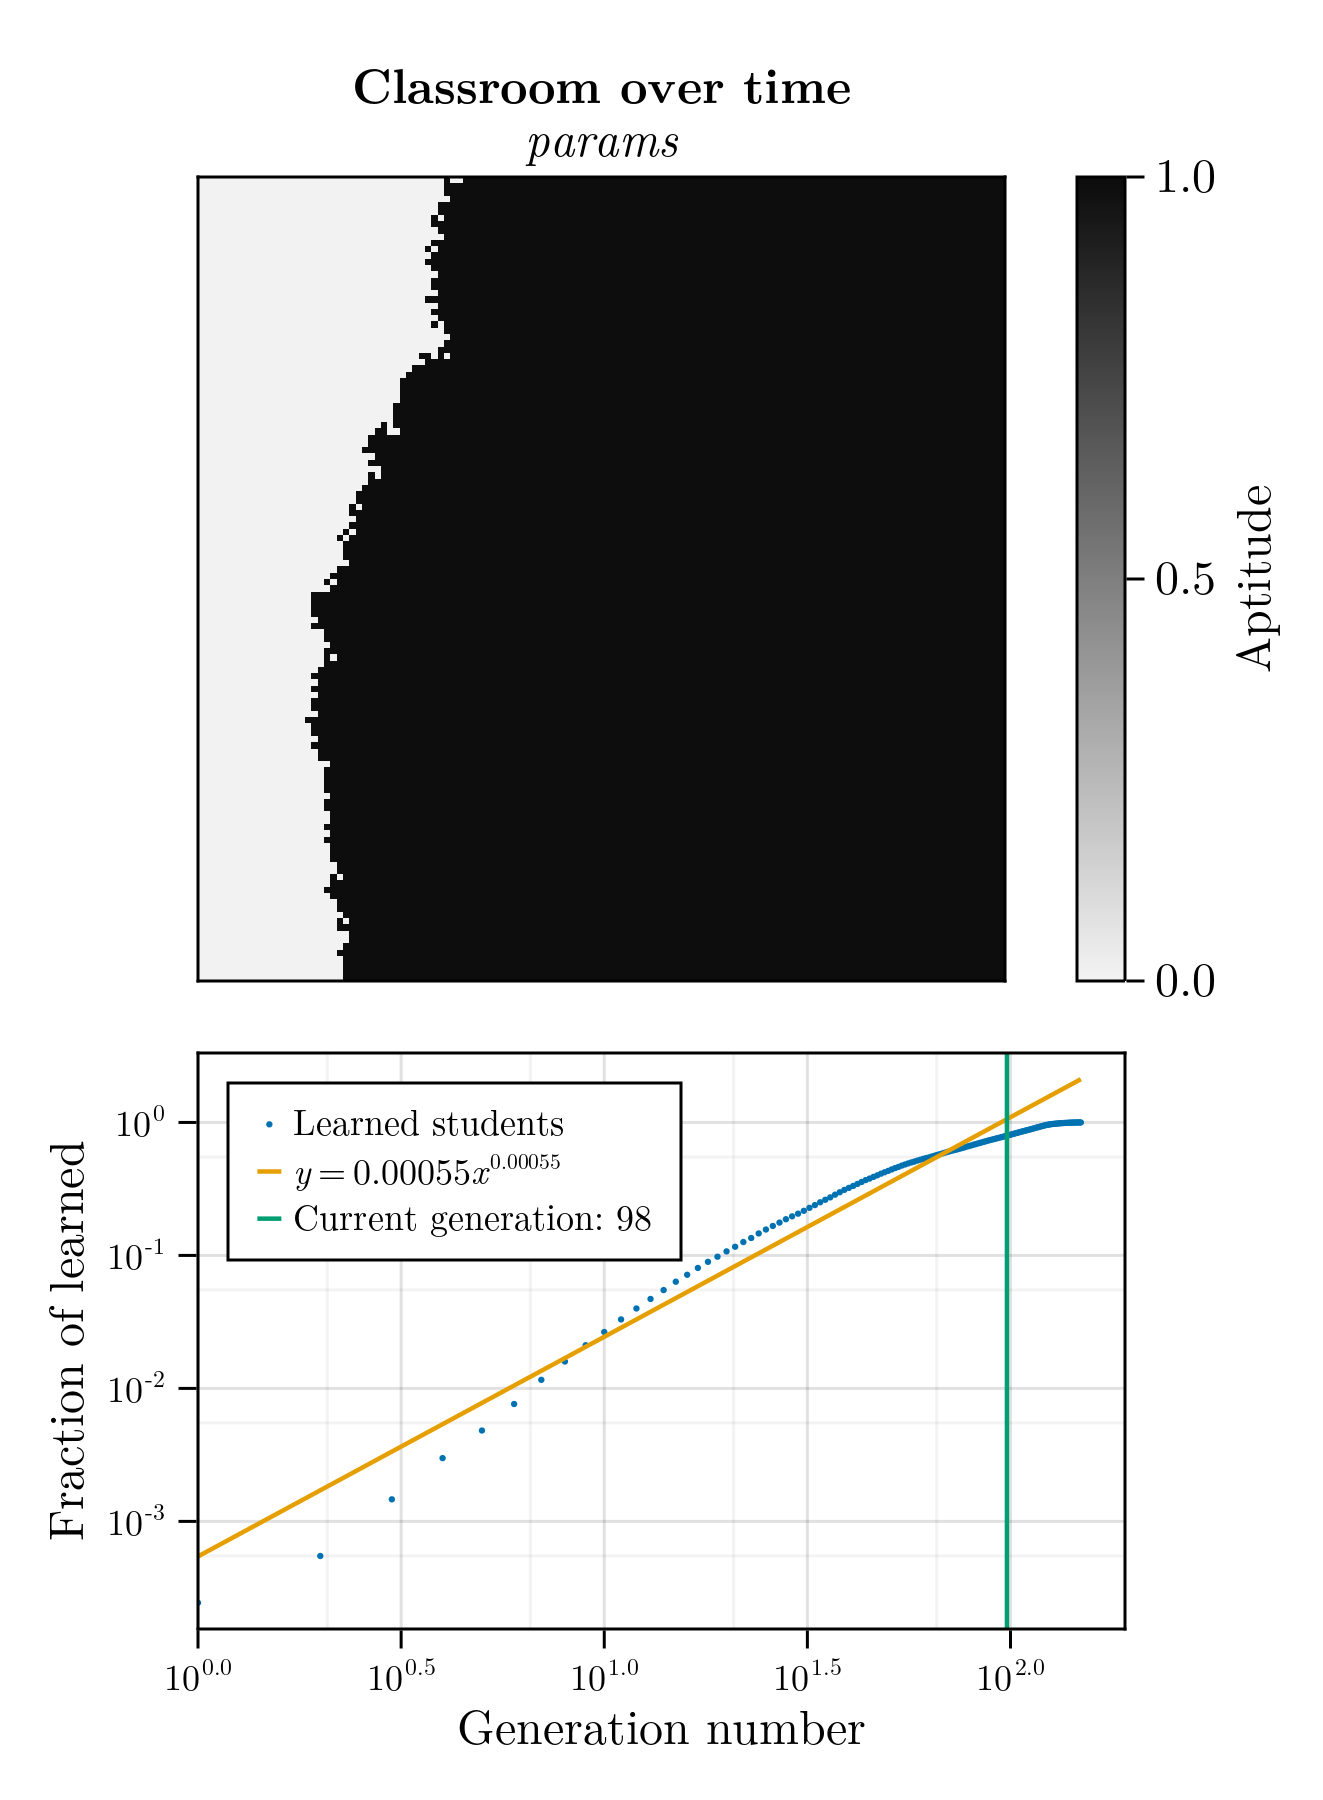 Classroom over time
params
1.0
0.5
0.0
Aptitude
Learned students
y = 0.00055x^0.00055
Current generation: 98
10^0
10^-1
10^-2
10^-3
Fraction of learned
10^0.0 10^0.5 10^1.0 10^1.5 10^2.0
Generation number